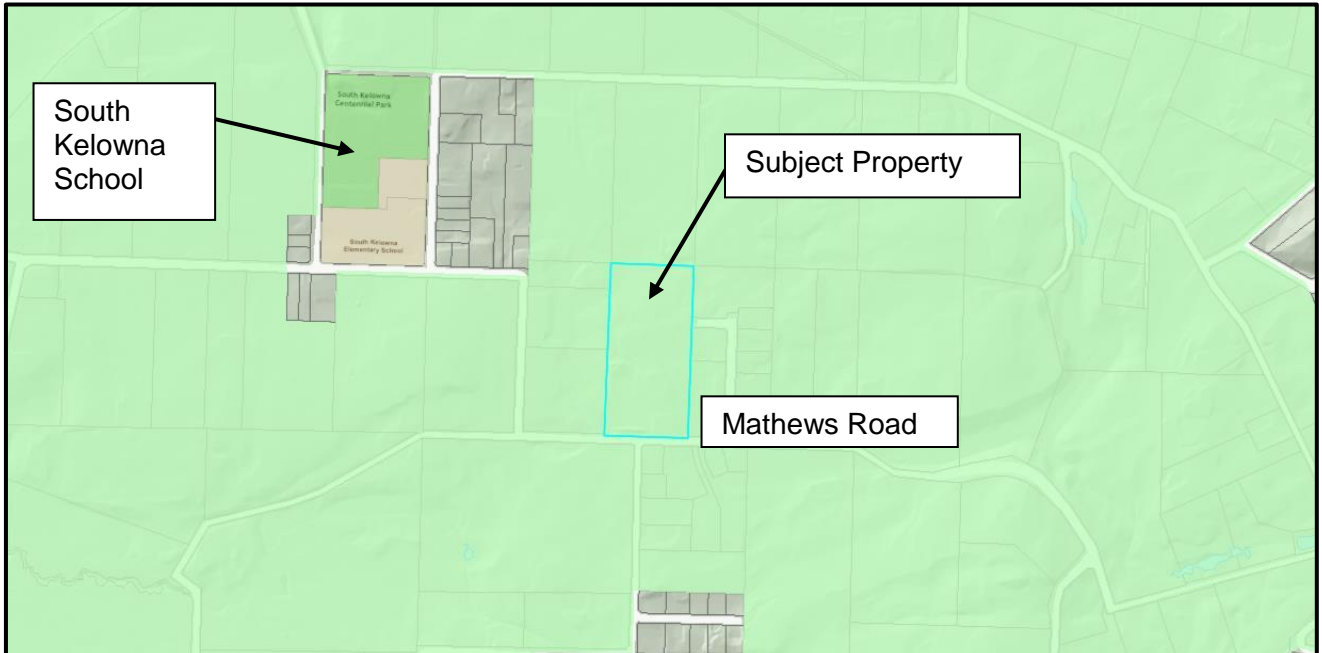 South Kelowna
Centennial Park
South
Kelowna
School
Subject Property
South Kelowna
Elementary School
Mathews Road